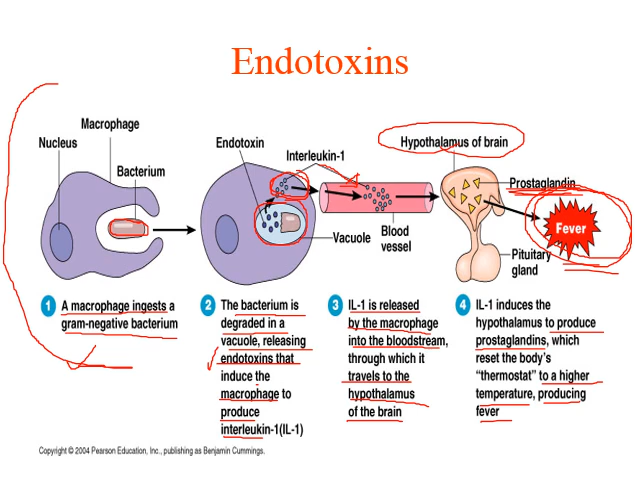 Endotoxins
Macrophage
Nucleus
Bacterium
Endotoxin
Interleukin-1
Hypothalamus of brain
Prostaglandin
Fever
Vacuole
Blood
vessel
Pituitary
gland
1 A macrophage ingests a
gram-negative bacterium
2 The bacterium is
degraded in a
vacuole, releasing
endotoxins that
induce the
macrophage to
produce
interleukin-1(IL-1)
3 IL-1 is released
by the macrophage
into the bloodstream,
through which it
travels to the
hypothalamus
of the brain
4 IL-1 induces the
hypothalamus to produce
prostaglandins, which
reset the body's
"thermostat" to a higher
temperature, producing
fever
Copyright © 2004 Pearson Education, Inc., publishing as Benjamin Cummings.